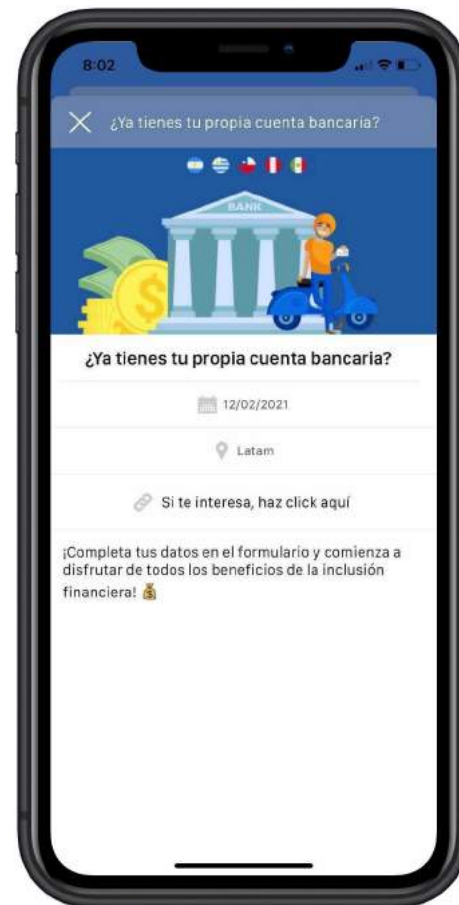 8:02
¿Ya tienes tu propia cuenta bancaria?
BANK
¿Ya tienes tu propia cuenta bancaria?
12/02/2021
Latam
Si te interesa, haz click aquí
¡Completa tus datos en el formulario y comienza a
disfrutar de todos los beneficios de la inclusión
financiera!